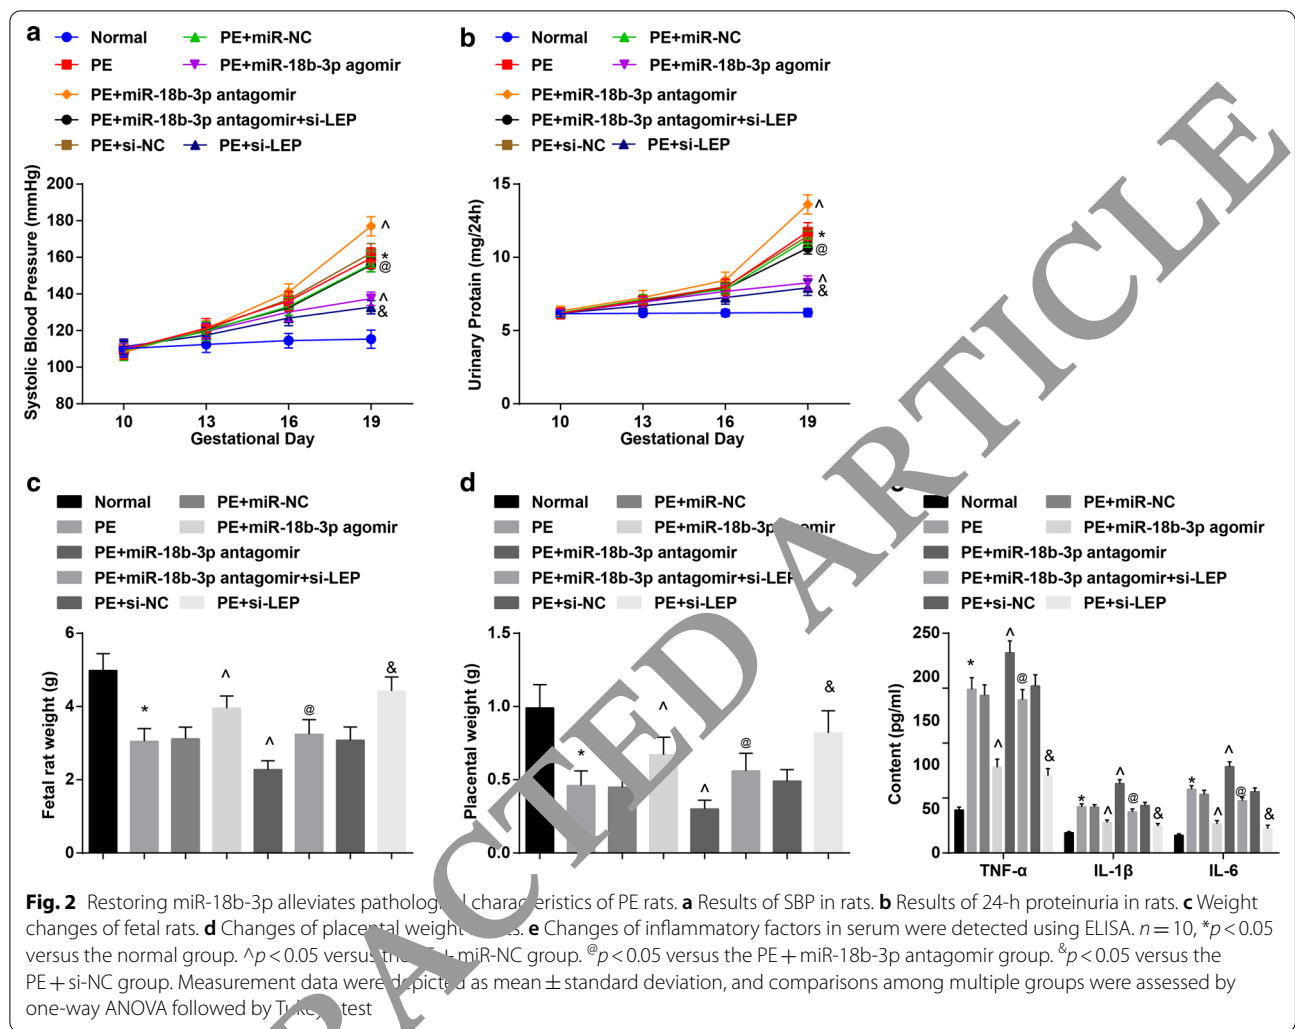 a
Normal
PE+miR-NC
PE
PE+miR-18b-3p agomir
PE+miR-18b-3p antagomir
PE+miR-18b-3p antagomir+si-LEP
PE+si-NC
PE+si-LEP
Systolic Blood Pressure (mmHg)
200
180
160
140
120
100
80
^
*
@
^
&
10 13 16 19
Gestational Day
b
Normal
PE+miR-NC
PE
PE+miR-18b-3p agomir
PE+miR-18b-3p antagomir
PE+miR-18b-3p antagomir+si-LEP
PE+si-NC
PE+si-LEP
Urinary Protein (mg/24h)
15
10
5
0
^
*
@
^
&
10 13 16 19
Gestational Day
c
Normal
PE+miR-NC
PE
PE+miR-18b-3p agomir
PE+miR-18b-3p antagomir
PE+miR-18b-3p antagomir+si-LEP
PE+si-NC
PE+si-LEP
Fetal rat weight (g)
6
4
2
0
* ^ ^ @ &
d
Normal
PE+miR-NC
PE
PE+miR-18b-3p agomir
PE+miR-18b-3p antagomir
PE+miR-18b-3p antagomir+si-LEP
PE+si-NC
PE+si-LEP
Placental weight (g)
1.5
1.0
0.5
0.0
* ^ ^ @ &
Normal
PE+miR-NC
PE
PE+miR-18b-3p agomir
PE+miR-18b-3p antagomir
PE+miR-18b-3p antagomir+si-LEP
PE+si-NC
PE+si-LEP
Content (pg/ml)
250
200
150
100
50
0
* ^ ^ @ &
* ^ ^ @ &
* ^ ^ @ &
TNF-α IL-1β IL-6
Fig. 2 Restoring miR-18b-3p alleviates pathological characteristics of PE rats. a Results of SBP in rats. b Results of 24-h proteinuria in rats. c Weight
changes of fetal rats. d Changes of placental weight . e Changes of inflammatory factors in serum were detected using ELISA. n = 10, *p < 0.05
versus the normal group. ^p < 0.05 versus the + miR-NC group. @p < 0.05 versus the PE + miR-18b-3p antagomir group. &p < 0.05 versus the
PE + si-NC group. Measurement data were depicted as mean ± standard deviation, and comparisons among multiple groups were assessed by
one-way ANOVA followed by test
ACTED ARTICLE